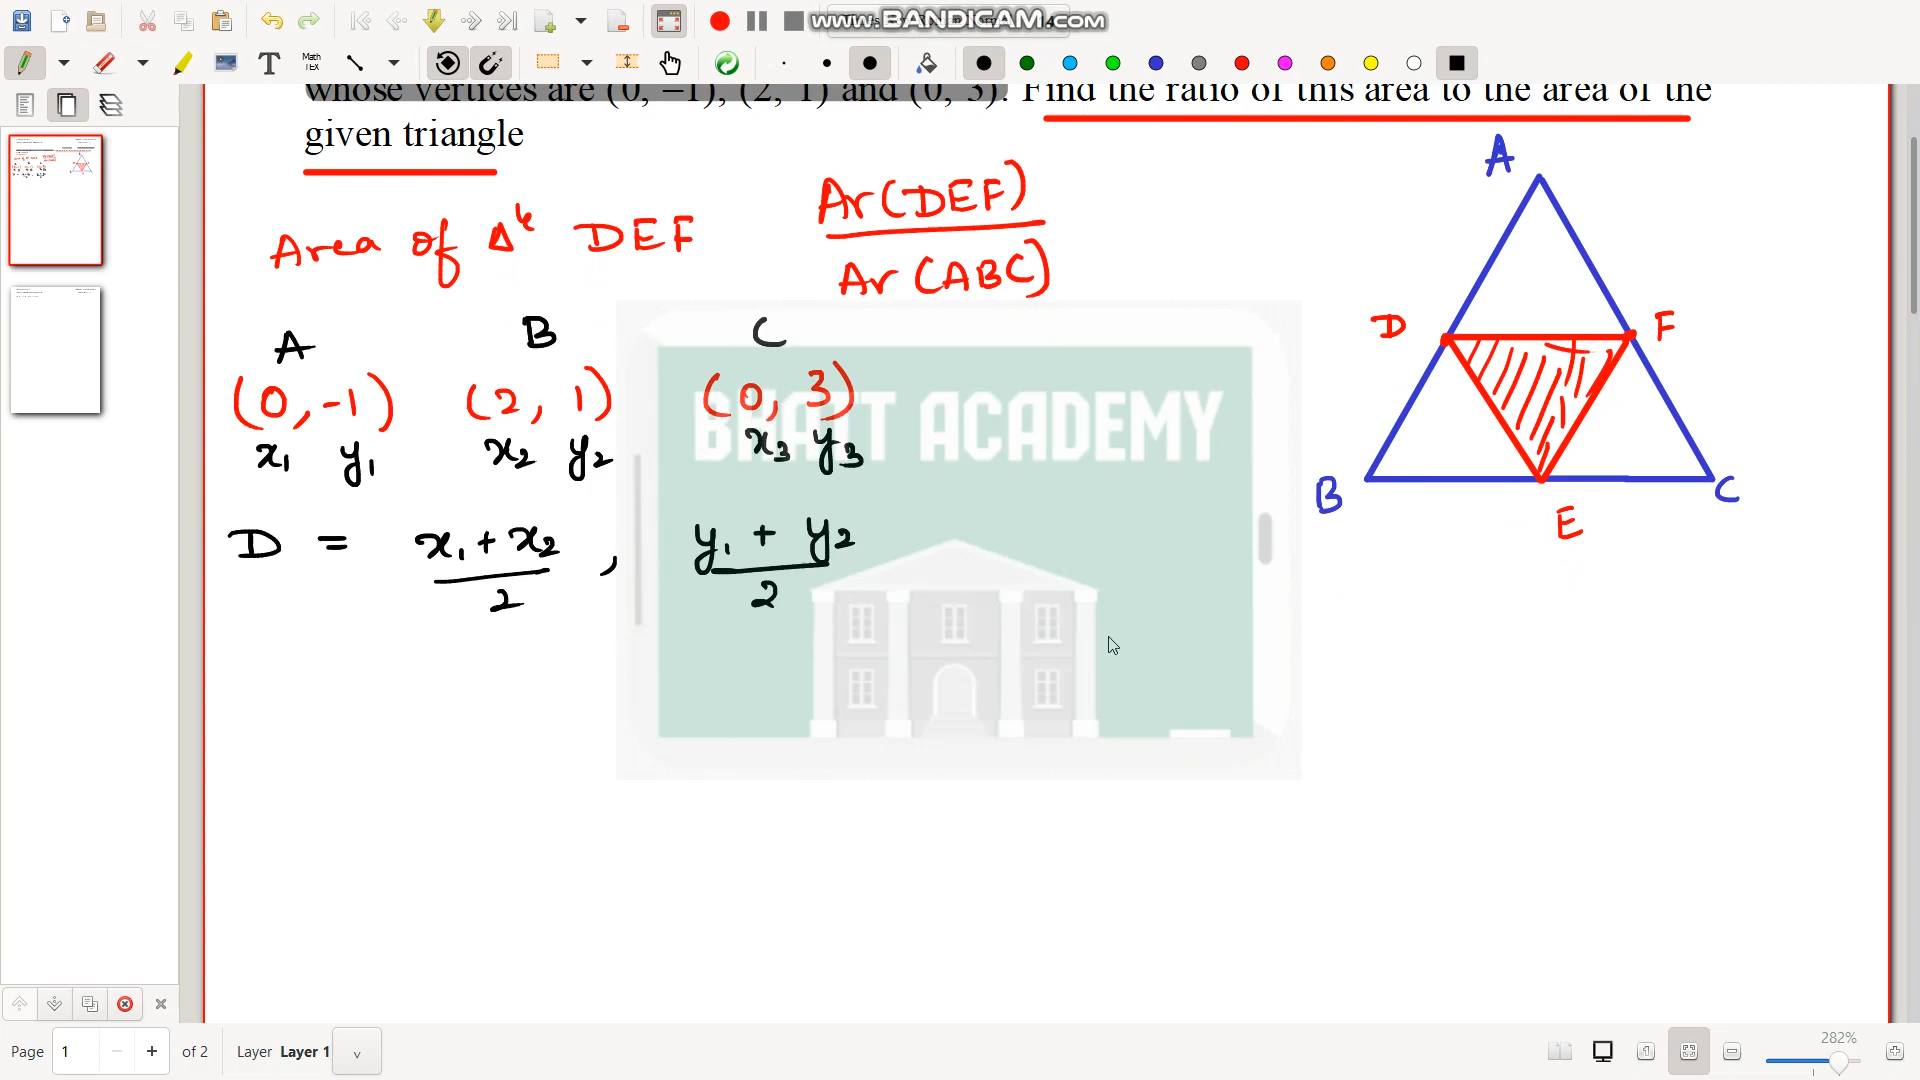 www.BANDICAM.com
Math
TEX
whose vertices are (0, −1), (2, 1) and (0, 3). Find the ratio of this area to the area of the
given triangle
Area of Δle DEF
Ar(DEF)
Ar (ABC)
A B C
(0, -1) (2, 1) (0, 3)
x1 y1 x2 y2 x3 y3
BHATT ACADEMY
D = x1 + x2 , y1 + y2
2 2
A
D F
B C
E
Page 1 of 2 Layer Layer 1
282%